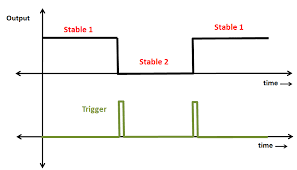 Output
Stable 1
Stable 1
Stable 2
time
Trigger
time